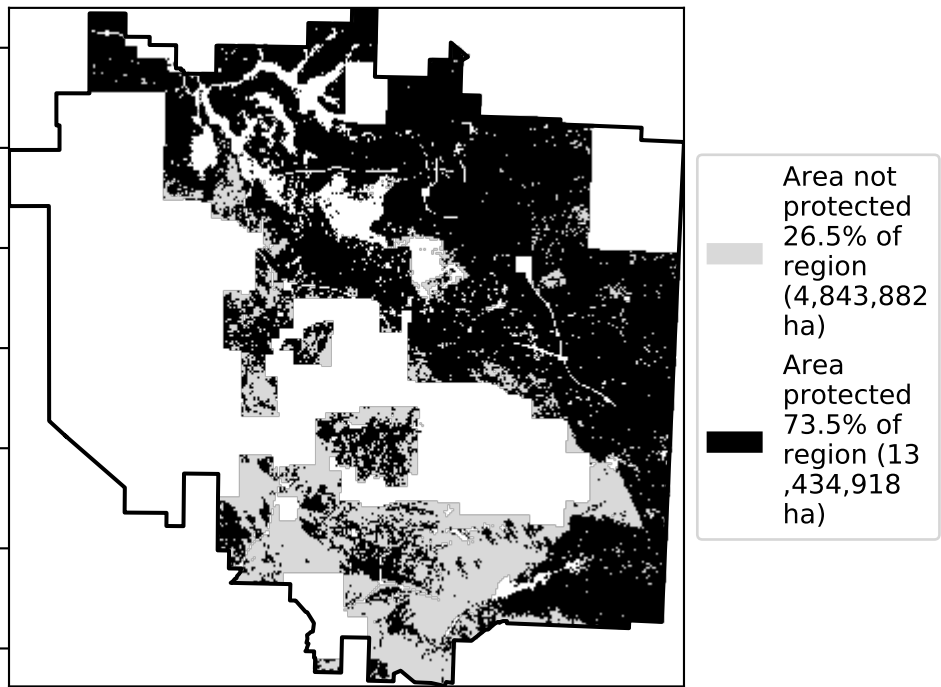 Area not
protected
26.5% of
region
(4,843,882
ha)
Area
protected
73.5% of
region (13
,434,918
ha)